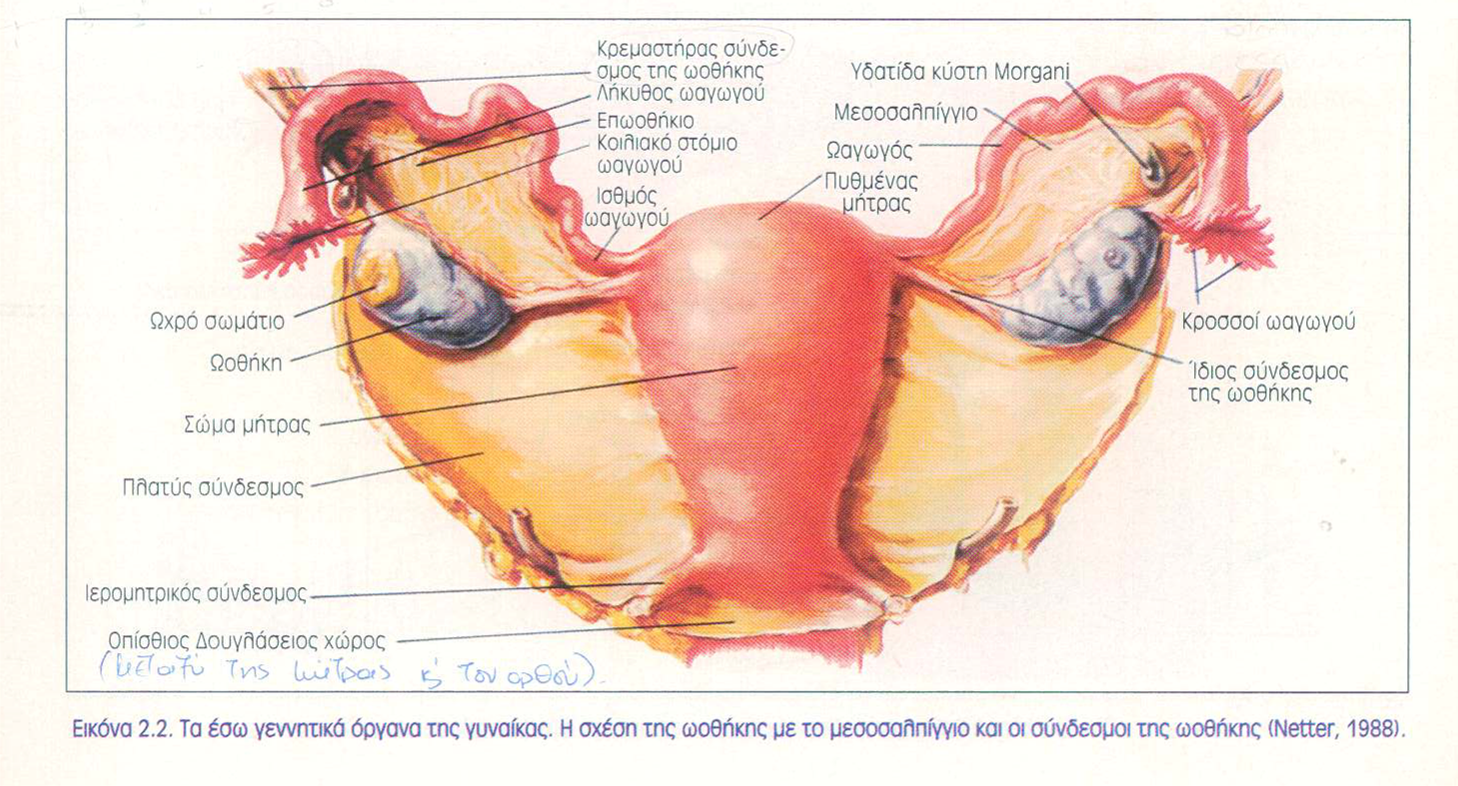 Κρεμαστήρας σύνδε-
σμος της ωοθήκης
Λήκυθος ωαγωγού
Επωοθήκιο
Κοιλιακό στόμιο
ωαγωγού
Ισθμός
ωαγωγού
Υδατίδα κύστη Morgani
Μεσοσαλπίγγιο
Ωαγωγός
Πυθμένας
μήτρας
Ωχρό σωμάτιο
Ωοθήκη
Σώμα μήτρας
Πλατύς σύνδεσμος
Ιερομητρικός σύνδεσμος
Οπίσθιος Δουγλάσειος χώρος
(μεταξύ της μήτρας κ' του ορθού).
Κροσσοί ωαγωγού
Ίδιος σύνδεσμος
της ωοθήκης
Εικόνα 2.2. Τα έσω γεννητικά όργανα της γυναίκας. Η σχέση της ωοθήκης με το μεσοσαλπίγγιο και οι σύνδεσμοι της ωοθήκης (Netter, 1988).